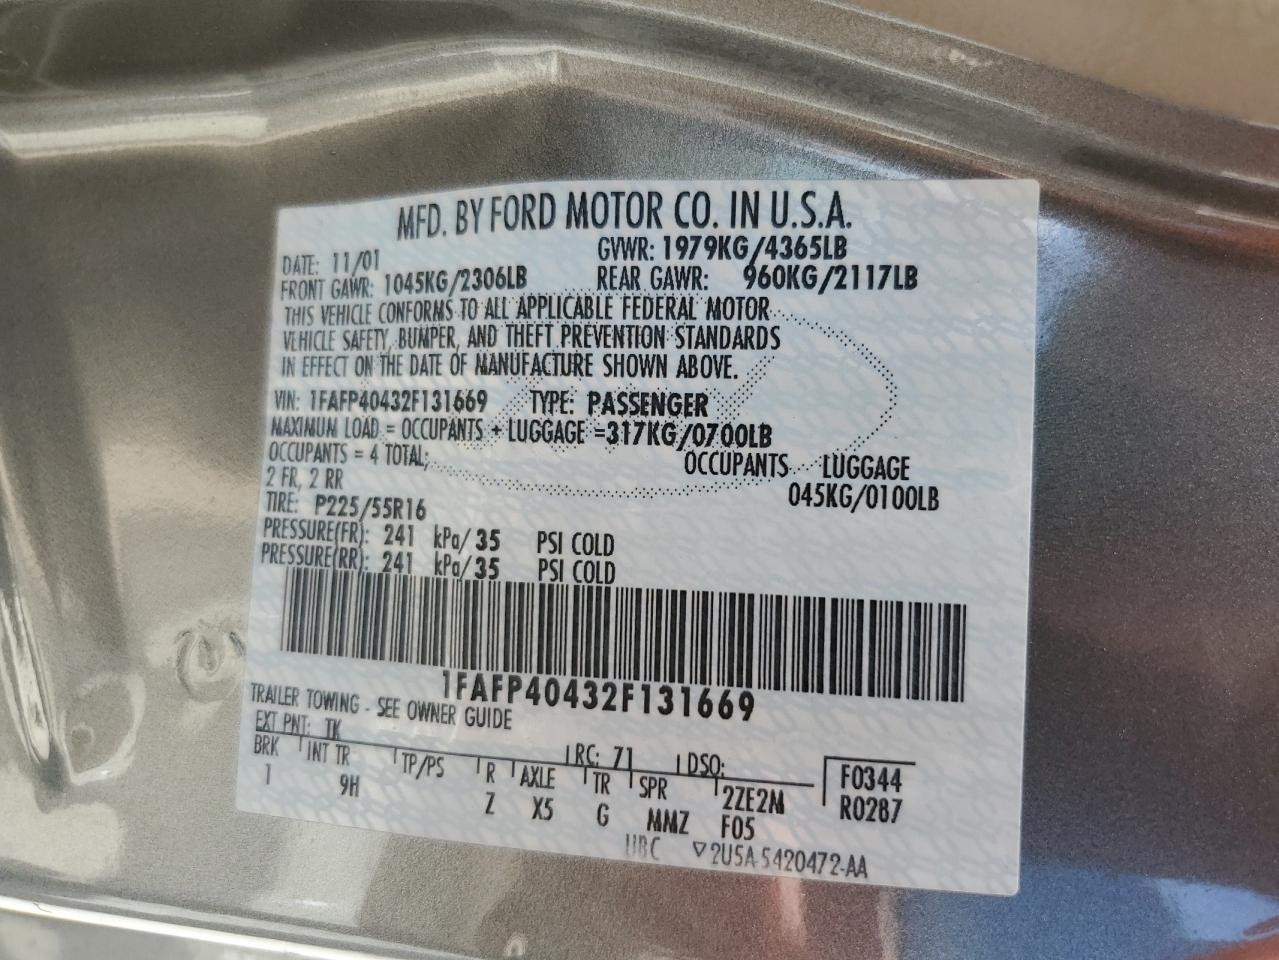 MFD. BY FORD MOTOR CO. IN U.S.A.
DATE: 11/01 GVWR: 1979KG/4365LB
FRONT GAWR: 1045KG/2306LB REAR GAWR: 960KG/2117LB
THIS VEHICLE CONFORMS TO ALL APPLICABLE FEDERAL MOTOR
VEHICLE SAFETY, BUMPER, AND THEFT PREVENTION STANDARDS
IN EFFECT ON THE DATE OF MANUFACTURE SHOWN ABOVE.
VIN: 1FAFP40432F131669 TYPE: PASSENGER
MAXIMUM LOAD = OCCUPANTS + LUGGAGE =317KG/0700LB
OCCUPANTS = 4 TOTAL; OCCUPANTS LUGGAGE
2 FR, 2 RR 045KG/0100LB
TIRE: P225/55R16
PRESSURE(FR): 241 kPa/35 PSI COLD
PRESSURE(RR): 241 kPa/35 PSI COLD
1FAFP40432F131669
TRAILER TOWING - SEE OWNER GUIDE
EXT PNT: TK RC: 71 DSO: F0344
BRK INT TR TP/PS R AXLE TR SPR 2ZE2M R0287
1 9H Z X5 G MMZ F05
UBC ▽2U5A-5420472-AA